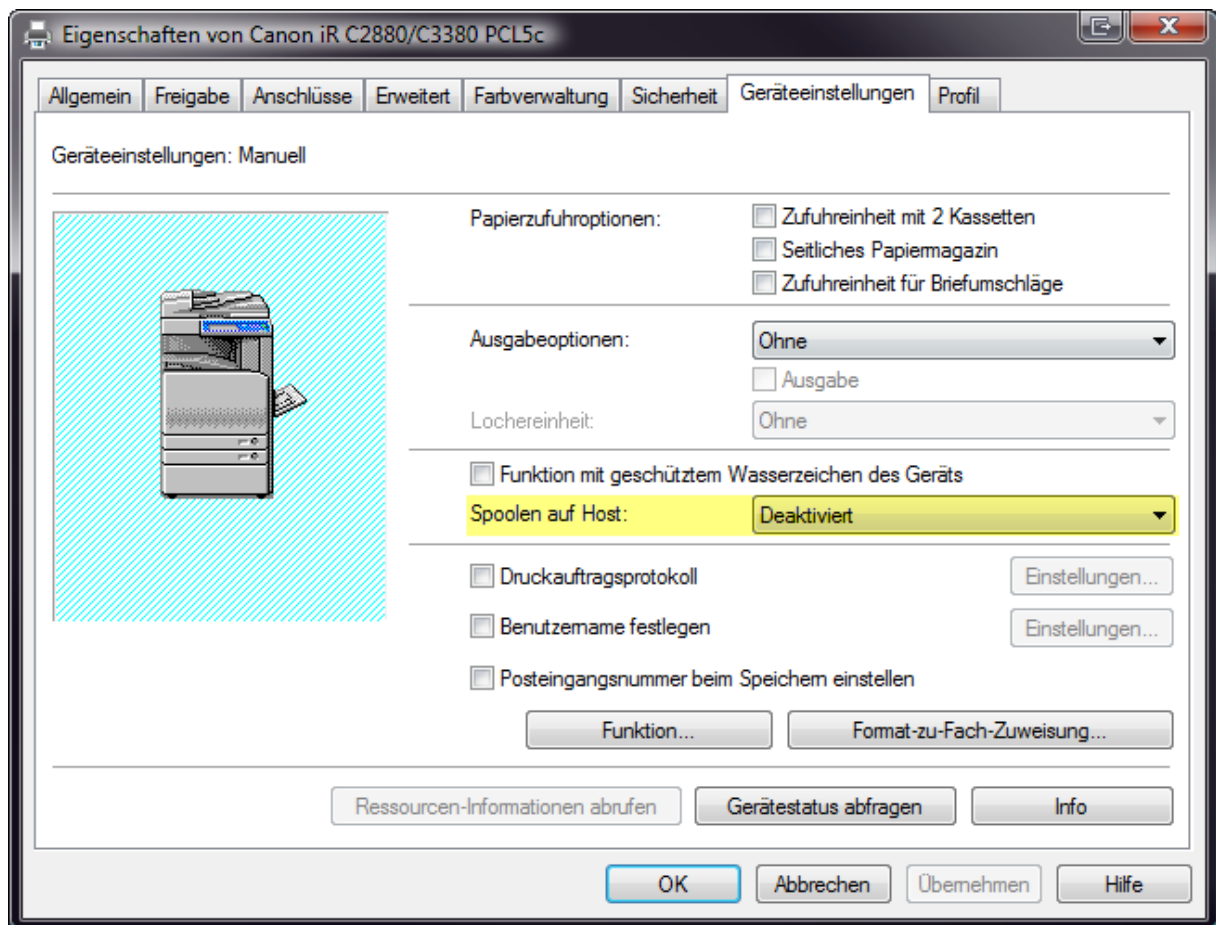 Eigenschaften von Canon iR C2880/C3380 PCL5c
Allgemein Freigabe Anschlüsse Erweitert Farbverwaltung Sicherheit Geräteeinstellungen Profil
Geräteeinstellungen: Manuell
Papierzufuhroptionen: Zufuhreinheit mit 2 Kassetten
Seitliches Papiermagazin
Zufuhreinheit für Briefumschläge
Ausgabeoptionen: Ohne
Ausgabe
Lochereinheit: Ohne
Funktion mit geschütztem Wasserzeichen des Geräts
Spoolen auf Host: Deaktiviert
Druckauftragsprotokoll Einstellungen...
Benutzername festlegen Einstellungen...
Posteingangsnummer beim Speichern einstellen
Funktion... Format-zu-Fach-Zuweisung...
Ressourcen-Informationen abrufen Gerätestatus abfragen Info
OK Abbrechen Übernehmen Hilfe